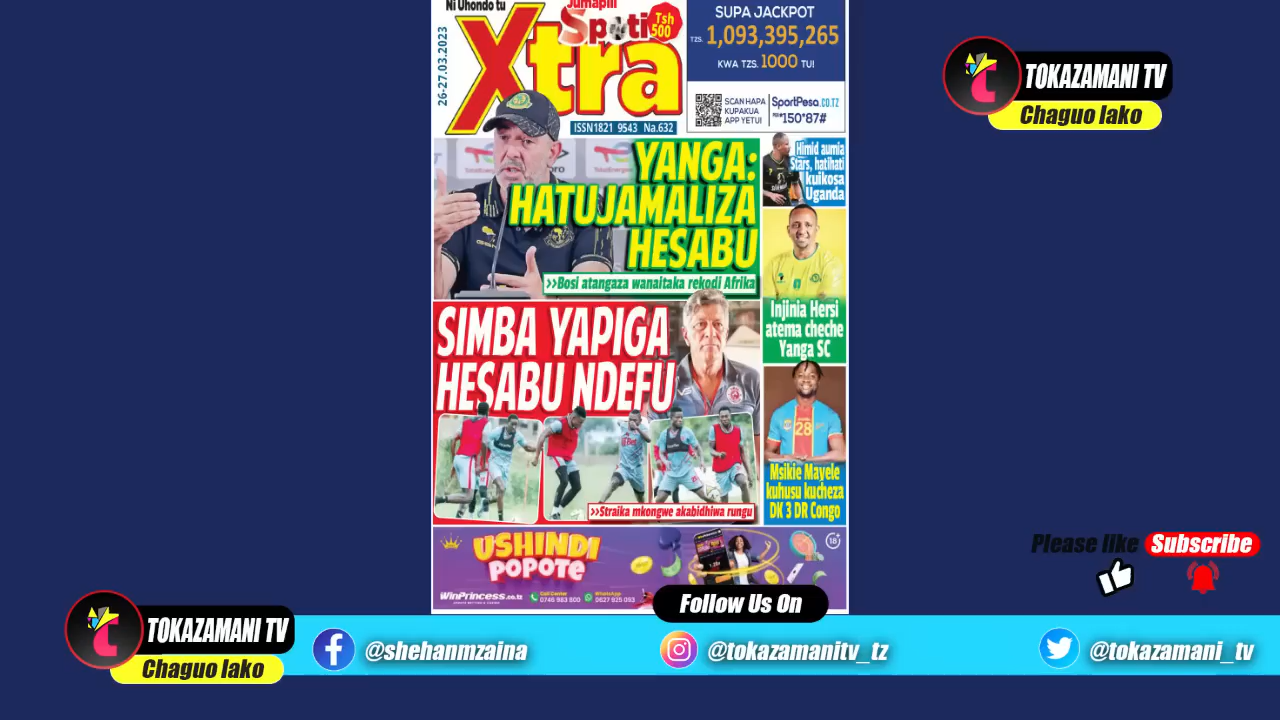 Ni Uhondo tu
Jumapili
Spoti
Tsh
500
Xtra
26-27.03.2023
ISSN1821 9543 Na.632
SUPA JACKPOT
TZS. 1,093,395,265
KWA TZS. 1000 TU!
SCAN HAPA
KUPAKUA
APP YETU!
SportPesa.CO.TZ
*150*87#
YANGA:
HATUJAMALIZA
HESABU
>>Bosi atangaza wanaitaka rekodi Afrika
Himid aumia
Stars, hatihati
kuikosa
Uganda
Injinia Hersi
atema cheche
Yanga SC
SIMBA YAPIGA
HESABU NDEFU
>>Straika mkongwe akabidhiwa rungu
28
Msikie Mayele
kuhusu kucheza
DK 3 DR Congo
USHINDI
POPOTE
WinPrincess.co.tz
Call Center
0746 983 800
WhatsApp
0627 925 093
18+
TOKAZAMANI TV
Chaguo lako
Please like Subscribe
Follow Us On
TOKAZAMANI TV
Chaguo lako
@shehanmzaina
@tokazamanitv_tz
@tokazamani_tv